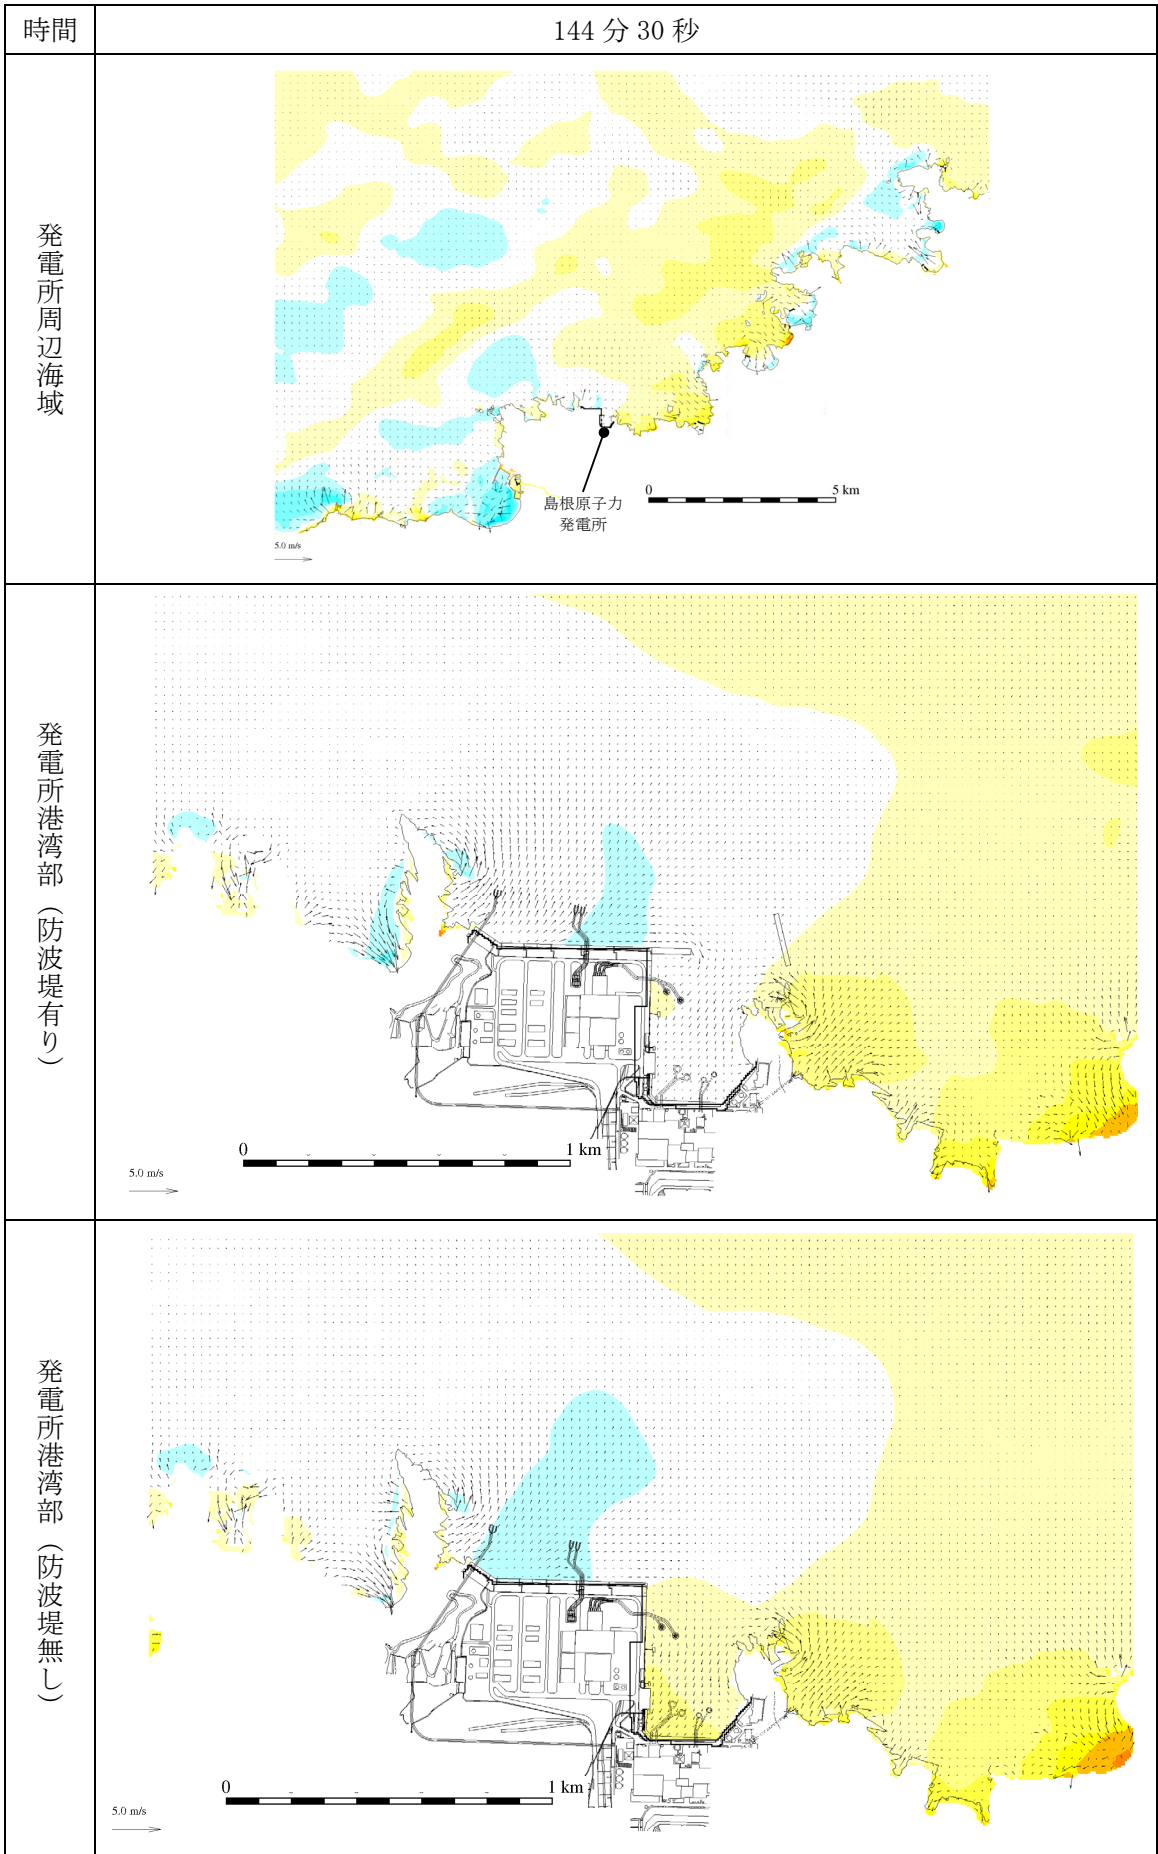 時間
144 分 30 秒
発電所周辺海域
島根原子力
発電所
0 5 km
5.0 m/s
発電所港湾部（防波堤有り）
0 1 km
5.0 m/s
発電所港湾部（防波堤無し）
0 1 km
5.0 m/s